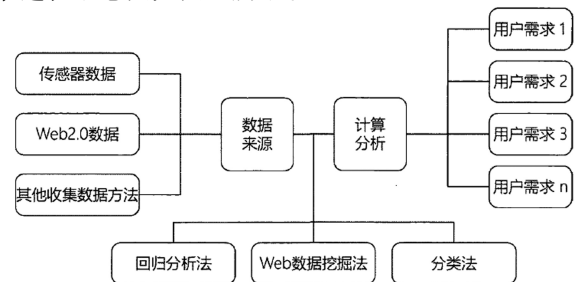 传感器数据
Web2.0数据
其他收集数据方法
数据
来源
计算
分析
用户需求 1
用户需求 2
用户需求 3
用户需求 n
回归分析法
Web数据挖掘法
分类法